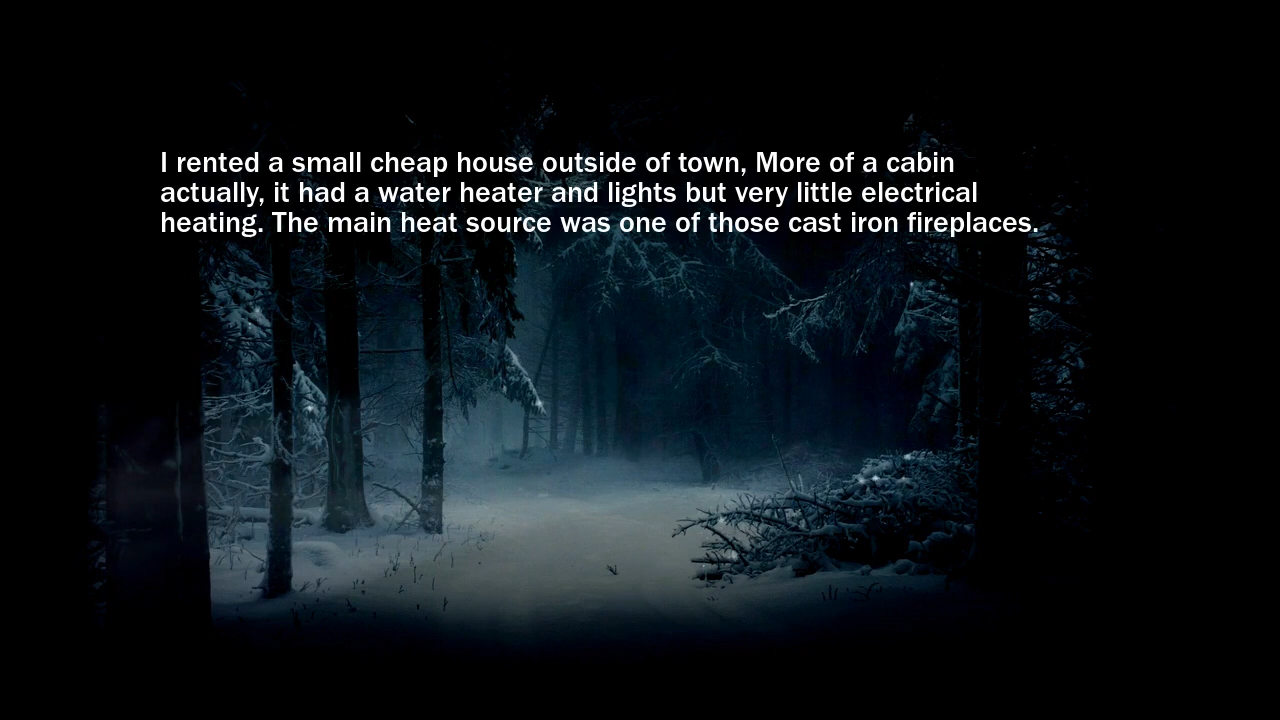 I rented a small cheap house outside of town, More of a cabin
actually, it had a water heater and lights but very little electrical
heating. The main heat source was one of those cast iron fireplaces.